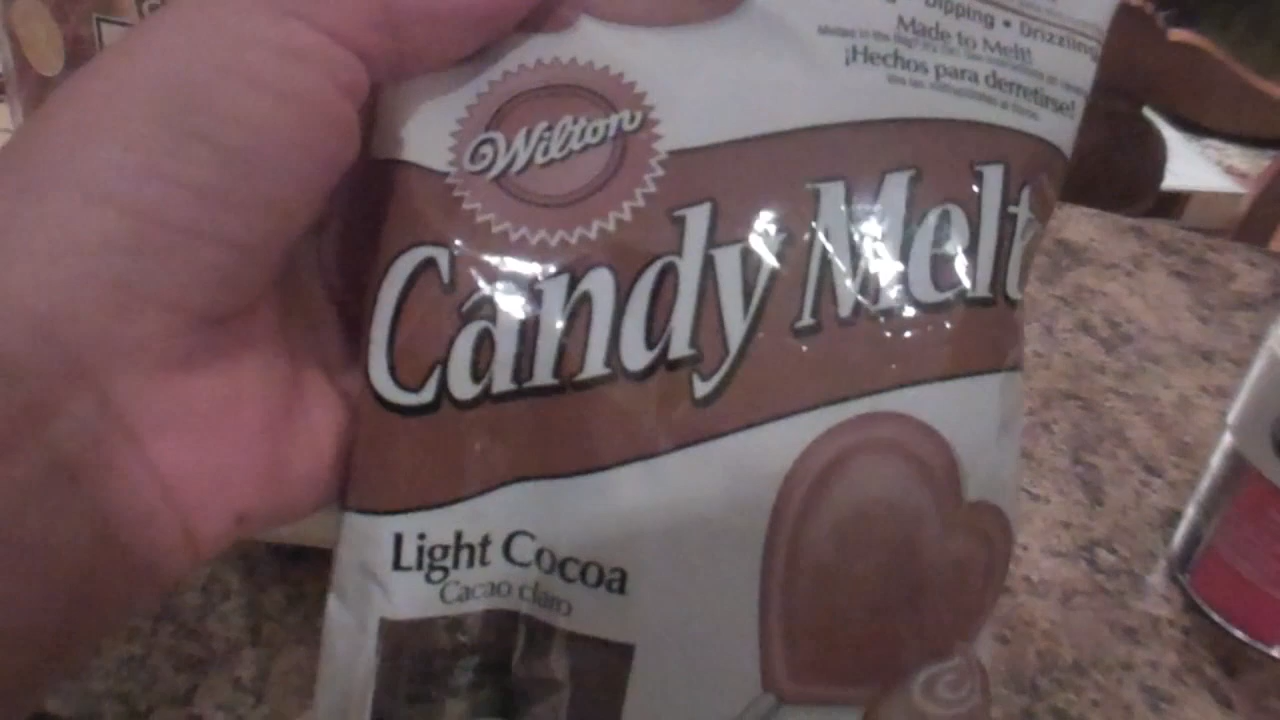 Dipping • Drizzling
Made to Melt!
¡Hechos para derretirse!
Wilton
Candy Melt
Light Cocoa
Cacao claro